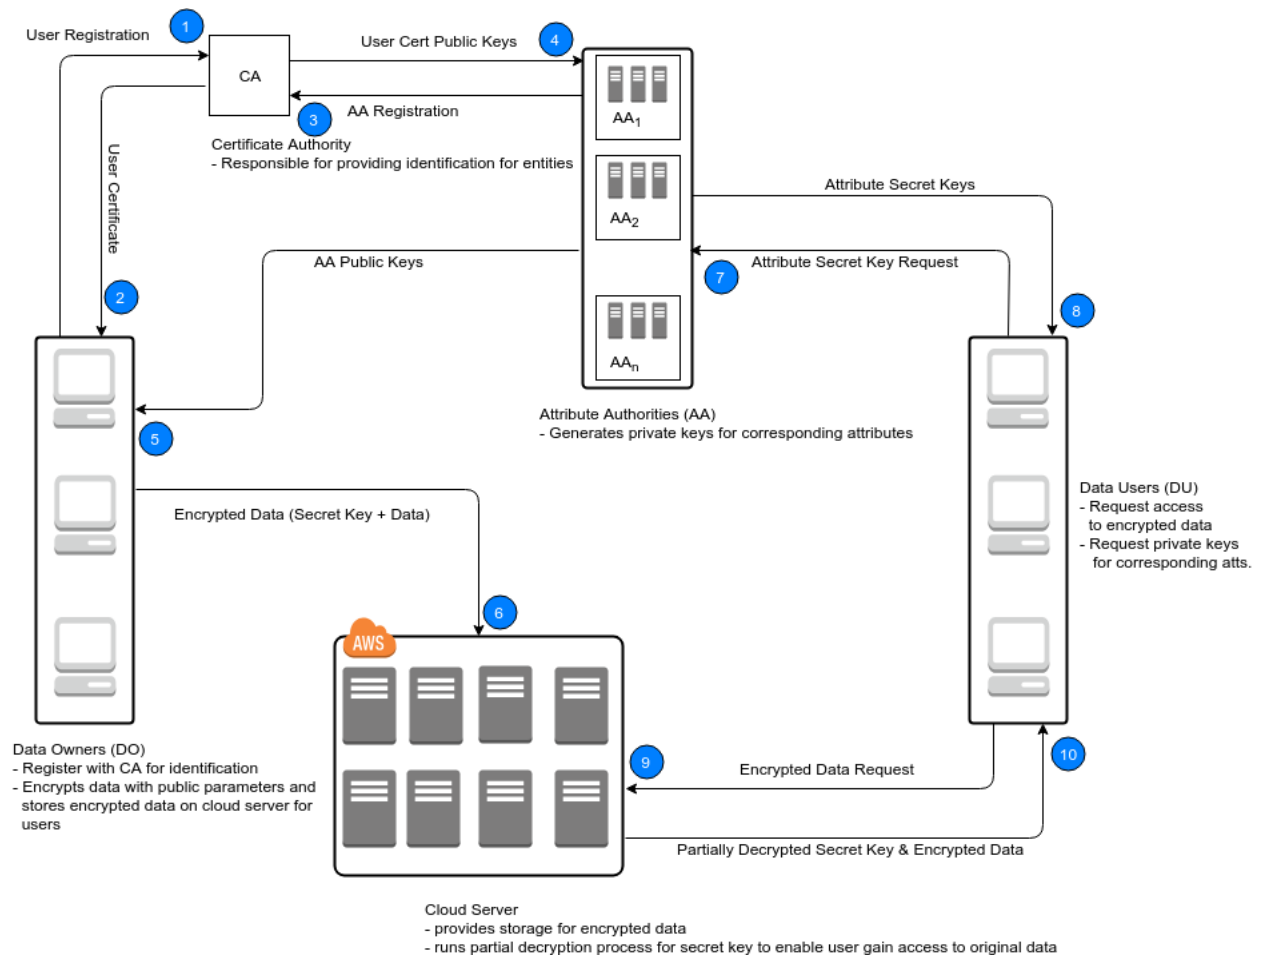 User Registration
1
CA
User Cert Public Keys
4
AA Registration
3
Certificate Authority
- Responsible for providing identification for entities
User Certificate
2
AA1
AA2
AAn
Attribute Secret Keys
Attribute Secret Key Request
7
8
AA Public Keys
5
Attribute Authorities (AA)
- Generates private keys for corresponding attributes
Data Users (DU)
- Request access
to encrypted data
- Request private keys
for corresponding atts.
Encrypted Data (Secret Key + Data)
6
AWS
Data Owners (DO)
- Register with CA for identification
- Encrypts data with public parameters and
stores encrypted data on cloud server for
users
9
Encrypted Data Request
10
Partially Decrypted Secret Key & Encrypted Data
Cloud Server
- provides storage for encrypted data
- runs partial decryption process for secret key to enable user gain access to original data